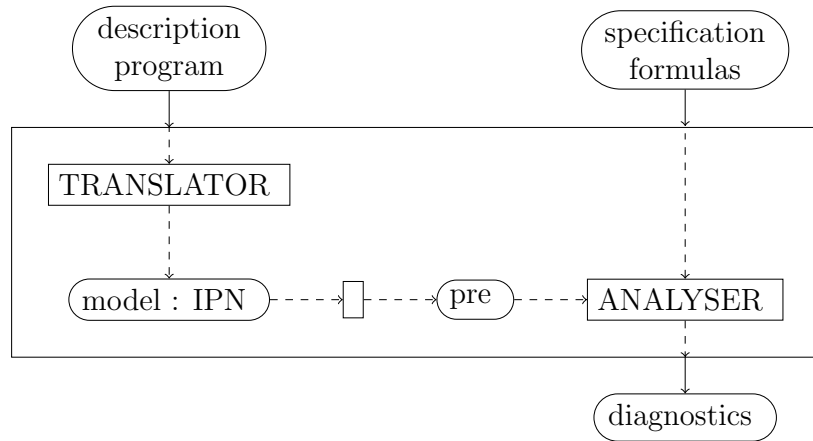 description
program
specification
formulas
TRANSLATOR
model : IPN
pre
ANALYSER
diagnostics